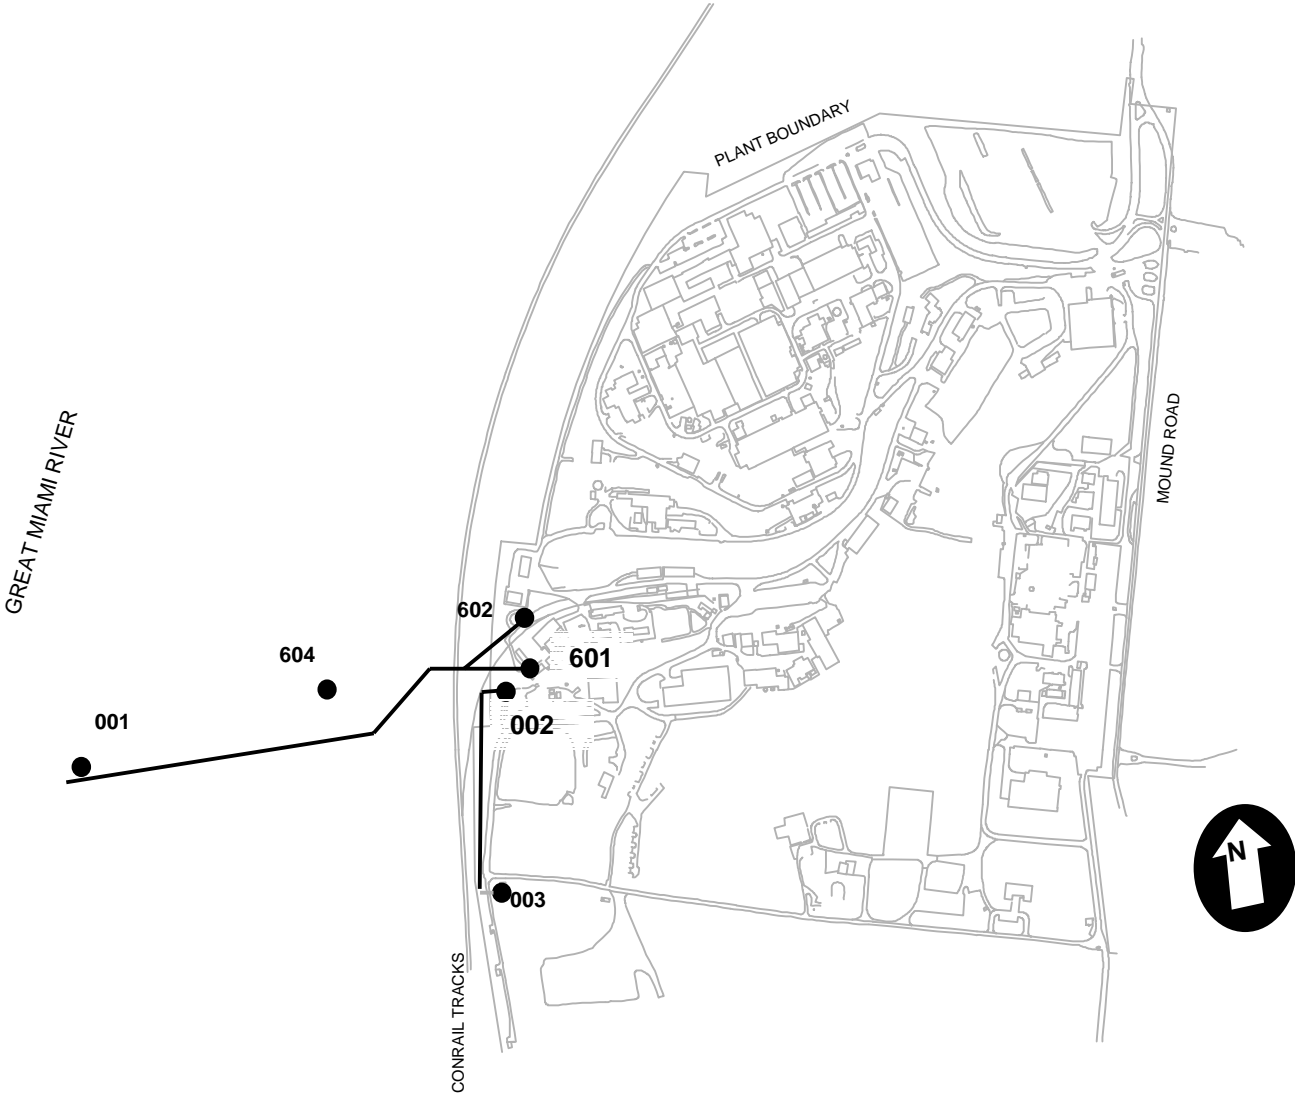 PLANT BOUNDARY
MOUND ROAD
GREAT MIAMI RIVER
602
604
601
001
002
N
003
CONRAIL TRACKS